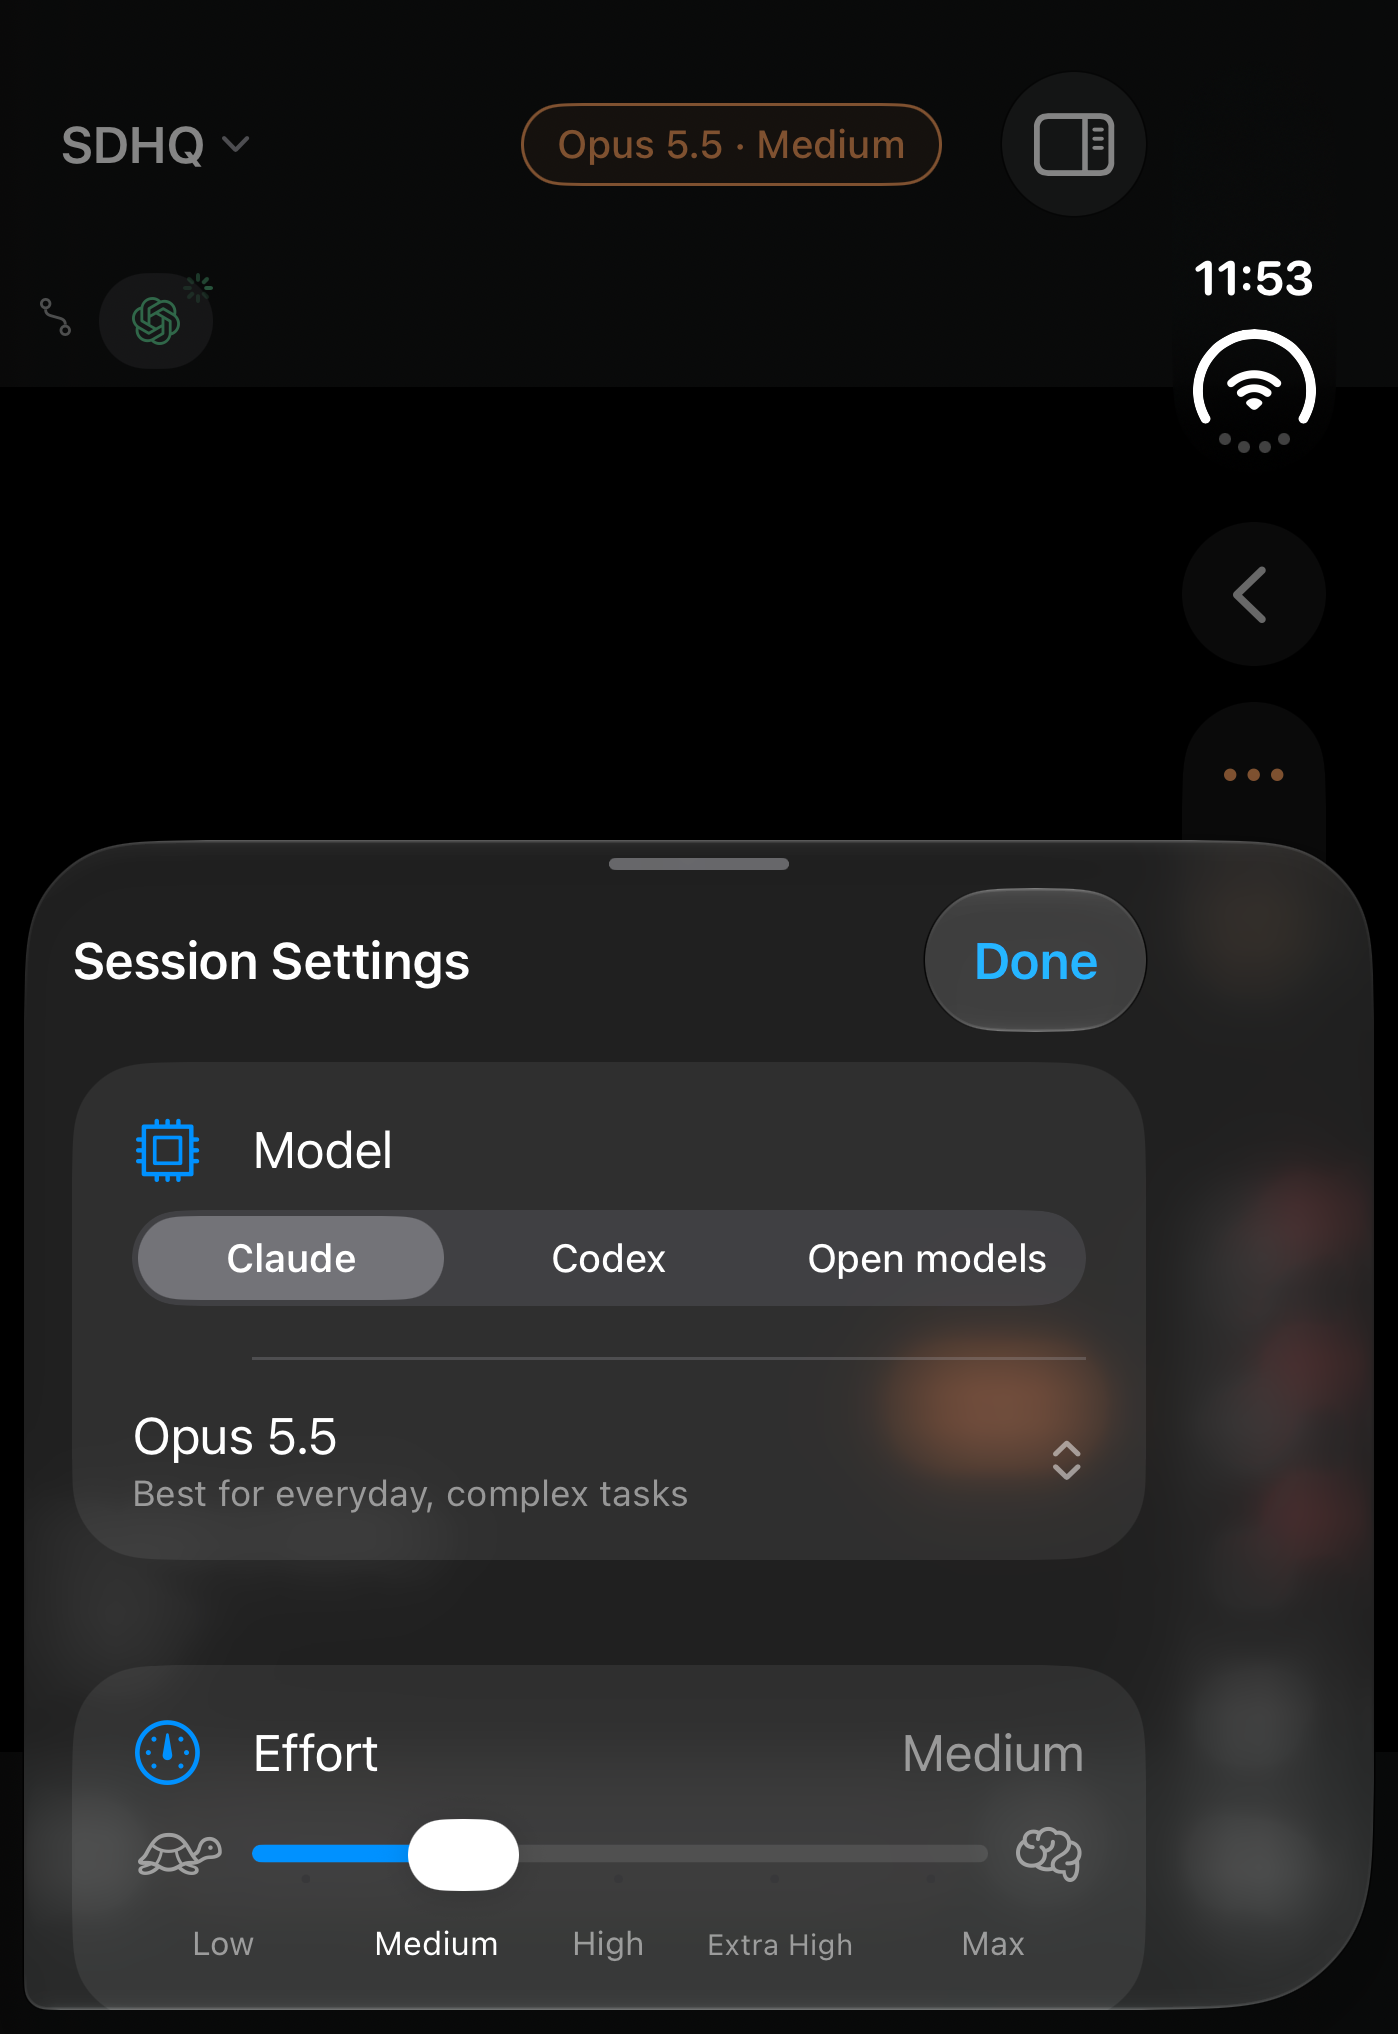 SDHQ
Opus 5.5 · Medium
11:53
Session Settings
Done
Model
Claude
Codex
Open models
Opus 5.5
Best for everyday, complex tasks
Effort
Medium
Low
Medium
High
Extra High
Max